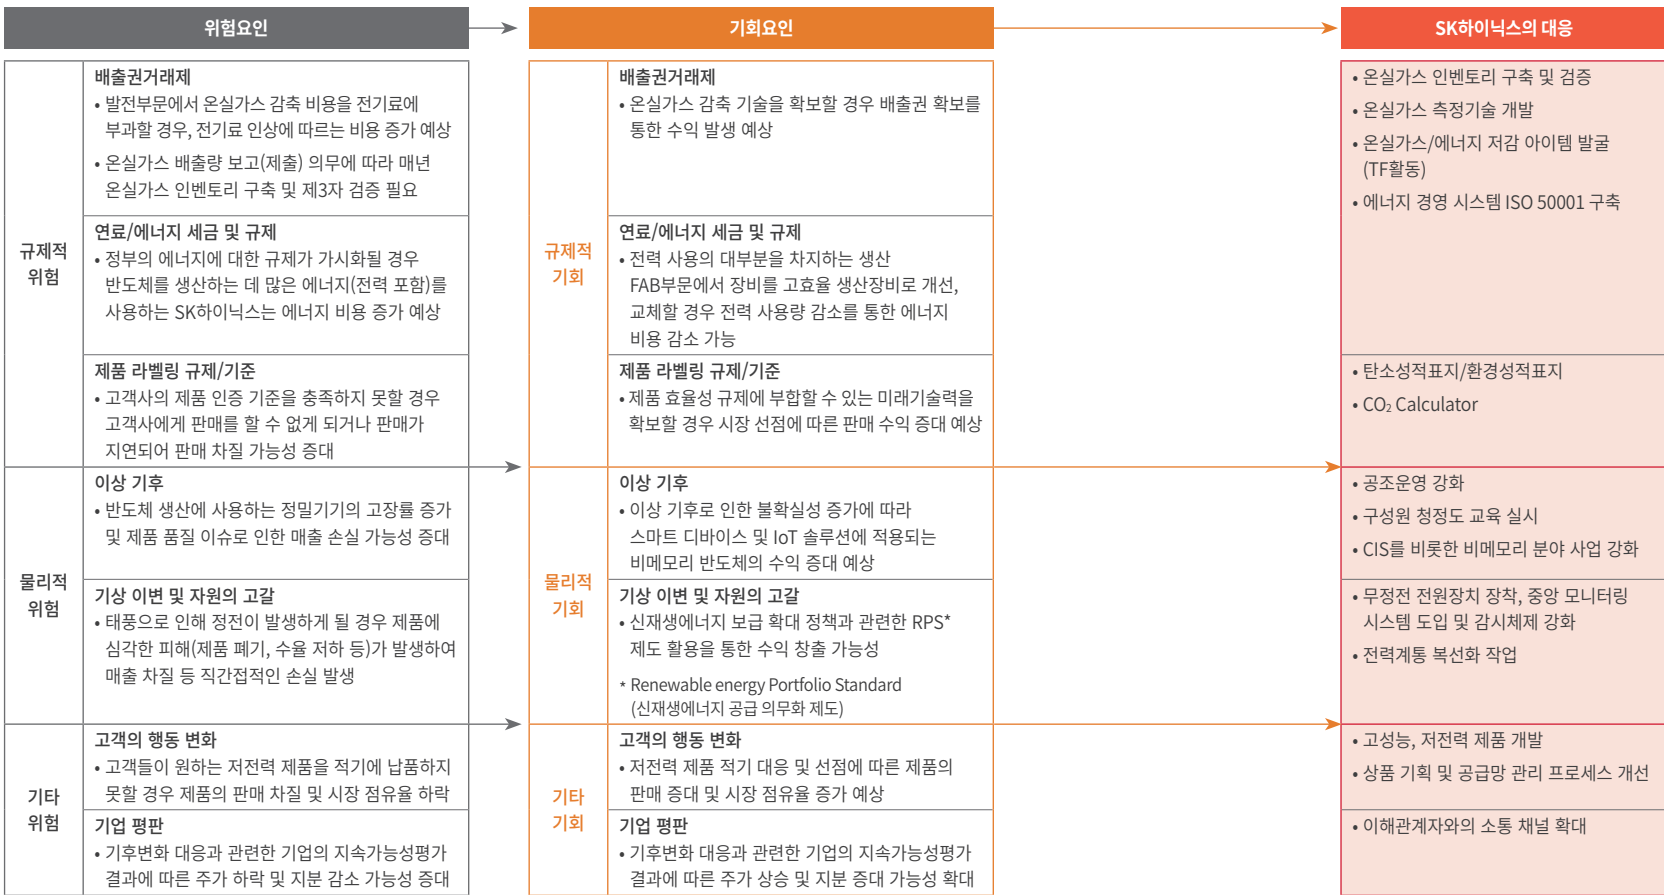 위험요인
기회요인
SK하이닉스의 대응
규제적
위험
배출권거래제
• 발전부문에서 온실가스 감축 비용을 전기료에
부과할 경우, 전기료 인상에 따르는 비용 증가 예상
• 온실가스 배출량 보고(제출) 의무에 따라 매년
온실가스 인벤토리 구축 및 제3자 검증 필요
연료/에너지 세금 및 규제
• 정부의 에너지에 대한 규제가 가시화될 경우
반도체를 생산하는 데 많은 에너지(전력 포함)를
사용하는 SK하이닉스는 에너지 비용 증가 예상
제품 라벨링 규제/기준
• 고객사의 제품 인증 기준을 충족하지 못할 경우
고객사에게 판매를 할 수 없게 되거나 판매가
지연되어 판매 차질 가능성 증대
규제적
기회
배출권거래제
• 온실가스 감축 기술을 확보할 경우 배출권 확보를
통한 수익 발생 예상
연료/에너지 세금 및 규제
• 전력 사용의 대부분을 차지하는 생산
FAB부문에서 장비를 고효율 생산장비로 개선,
교체할 경우 전력 사용량 감소를 통한 에너지
비용 감소 가능
제품 라벨링 규제/기준
• 제품 효율성 규제에 부합할 수 있는 미래기술력을
확보할 경우 시장 선점에 따른 판매 수익 증대 예상
• 온실가스 인벤토리 구축 및 검증
• 온실가스 측정기술 개발
• 온실가스/에너지 저감 아이템 발굴
(TF활동)
• 에너지 경영 시스템 ISO 50001 구축
• 탄소성적표지/환경성적표지
• CO₂ Calculator
물리적
위험
이상 기후
• 반도체 생산에 사용하는 정밀기기의 고장률 증가
및 제품 품질 이슈로 인한 매출 손실 가능성 증대
기상 이변 및 자원의 고갈
• 태풍으로 인해 정전이 발생하게 될 경우 제품에
심각한 피해(제품 폐기, 수율 저하 등)가 발생하여
매출 차질 등 직간접적인 손실 발생
물리적
기회
이상 기후
• 이상 기후로 인한 불확실성 증가에 따라
스마트 디바이스 및 IoT 솔루션에 적용되는
비메모리 반도체의 수익 증대 예상
기상 이변 및 자원의 고갈
• 신재생에너지 보급 확대 정책과 관련한 RPS*
제도 활용을 통한 수익 창출 가능성
* Renewable energy Portfolio Standard
(신재생에너지 공급 의무화 제도)
• 공조운영 강화
• 구성원 청정도 교육 실시
• CIS를 비롯한 비메모리 분야 사업 강화
• 무정전 전원장치 장착, 중앙 모니터링
시스템 도입 및 감시체제 강화
• 전력계통 복선화 작업
기타
위험
고객의 행동 변화
• 고객들이 원하는 저전력 제품을 적기에 납품하지
못할 경우 제품의 판매 차질 및 시장 점유율 하락
기업 평판
• 기후변화 대응과 관련한 기업의 지속가능성평가
결과에 따른 주가 하락 및 지분 감소 가능성 증대
기타
기회
고객의 행동 변화
• 저전력 제품 적기 대응 및 선점에 따른 제품의
판매 증대 및 시장 점유율 증가 예상
기업 평판
• 기후변화 대응과 관련한 기업의 지속가능성평가
결과에 따른 주가 상승 및 지분 증대 가능성 확대
• 고성능, 저전력 제품 개발
• 상품 기획 및 공급망 관리 프로세스 개선
• 이해관계자와의 소통 채널 확대